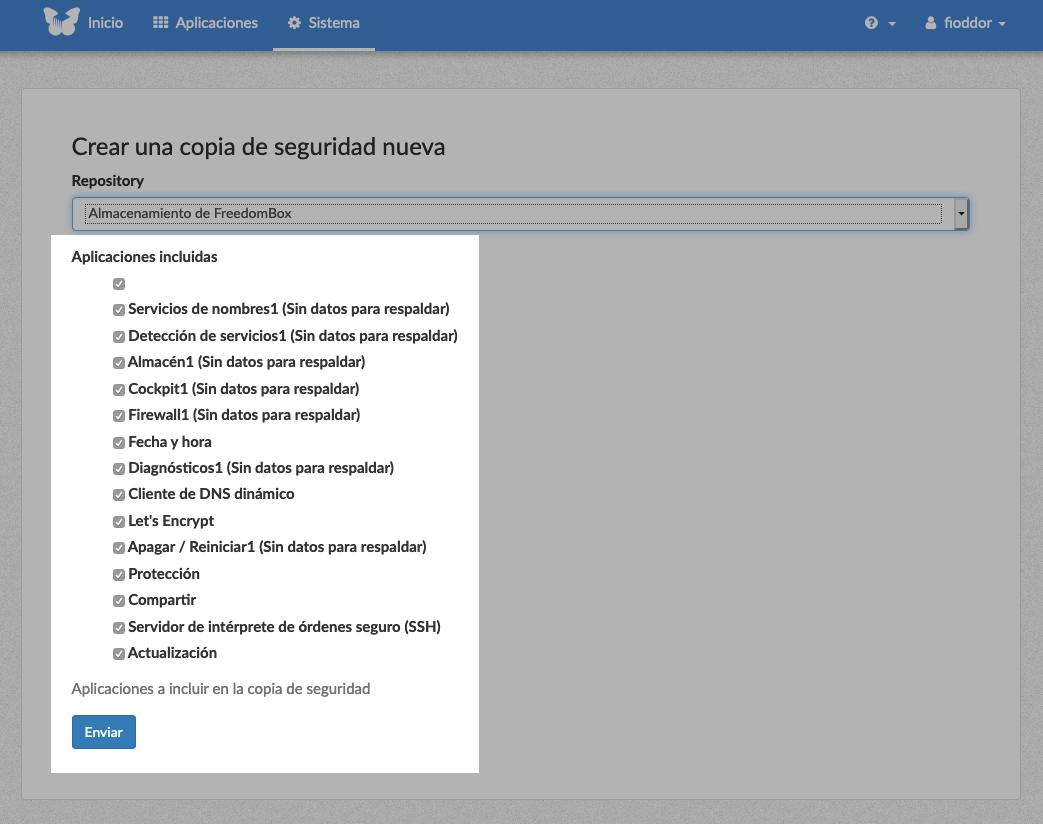 Inicio Aplicaciones Sistema fioddor
Crear una copia de seguridad nueva
Repository
Almacenamiento de FreedomBox
Aplicaciones incluidas
Servicios de nombres1 (Sin datos para respaldar)
Detección de servicios1 (Sin datos para respaldar)
Almacén1 (Sin datos para respaldar)
Cockpit1 (Sin datos para respaldar)
Firewall1 (Sin datos para respaldar)
Fecha y hora
Diagnósticos1 (Sin datos para respaldar)
Cliente de DNS dinámico
Let's Encrypt
Apagar / Reiniciar1 (Sin datos para respaldar)
Protección
Compartir
Servidor de intérprete de órdenes seguro (SSH)
Actualización
Aplicaciones a incluir en la copia de seguridad
Enviar